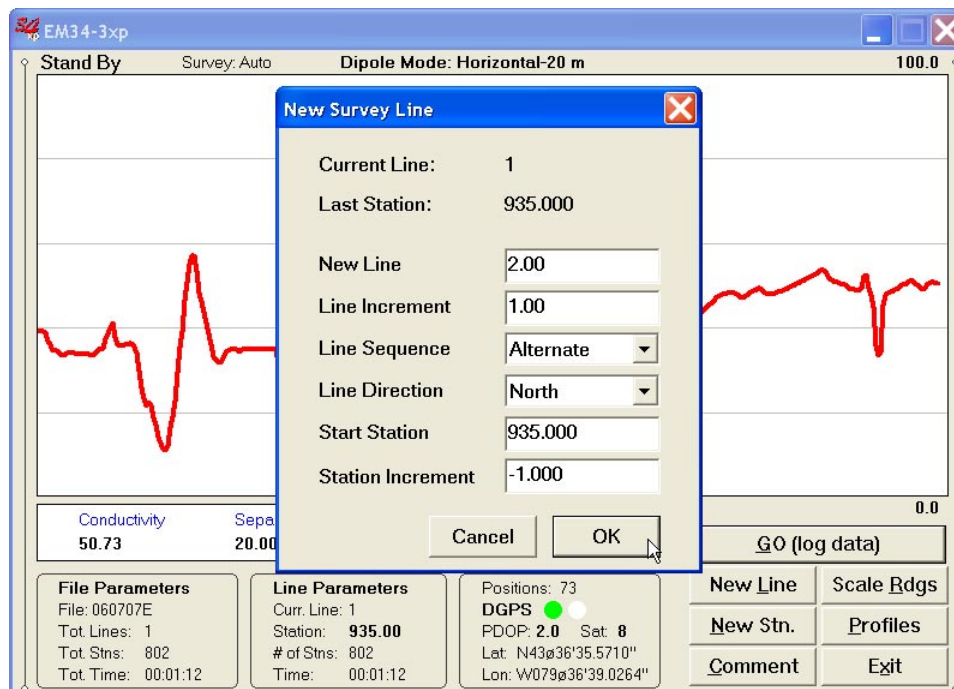 34 xp EM34-3xp
Stand By Survey: Auto Dipole Mode: Horizontal-20 m 100.0
New Survey Line
Current Line: 1
Last Station: 935.000
New Line 2.00
Line Increment 1.00
Line Sequence Alternate
Line Direction North
Start Station 935.000
Station Increment -1.000
Cancel OK
0.0
Conductivity
50.73
20.00
GO (log data)
File Parameters
File: 060707E
Tot. Lines: 1
Tot. Stns: 802
Tot. Time: 00:01:12
Line Parameters
Curr. Line: 1
Station: 935.00
# of Stns: 802
Time: 00:01:12
Positions: 73
DGPS
PDOP: 2.0 Sat: 8
Lat: N43ø36'35.5710"
Lon: W079ø36'39.0264"
New Line Scale Rdgs
New Stn. Profiles
Comment Exit